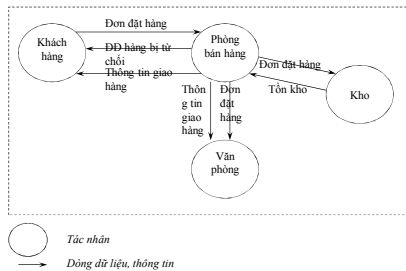 Đơn đặt hàng
Khách
hàng
Phòng
bán hàng
ĐĐ hàng bị từ
chối
Thông tin giao
hàng
Đơn đặt hàng
Tồn kho
Kho
Thôn
g tin
giao
hàng
Đơn
đặt
hàng
Văn
phòng
Tác nhân
Dòng dữ liệu, thông tin